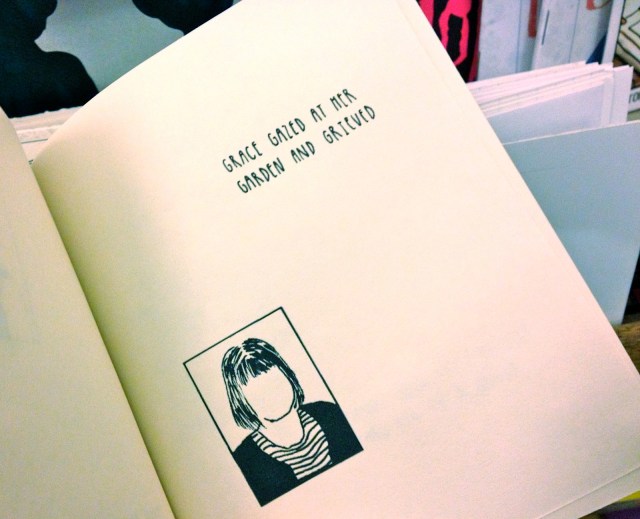 GRACE GAZED AT HER
GARDEN AND GRIEVED